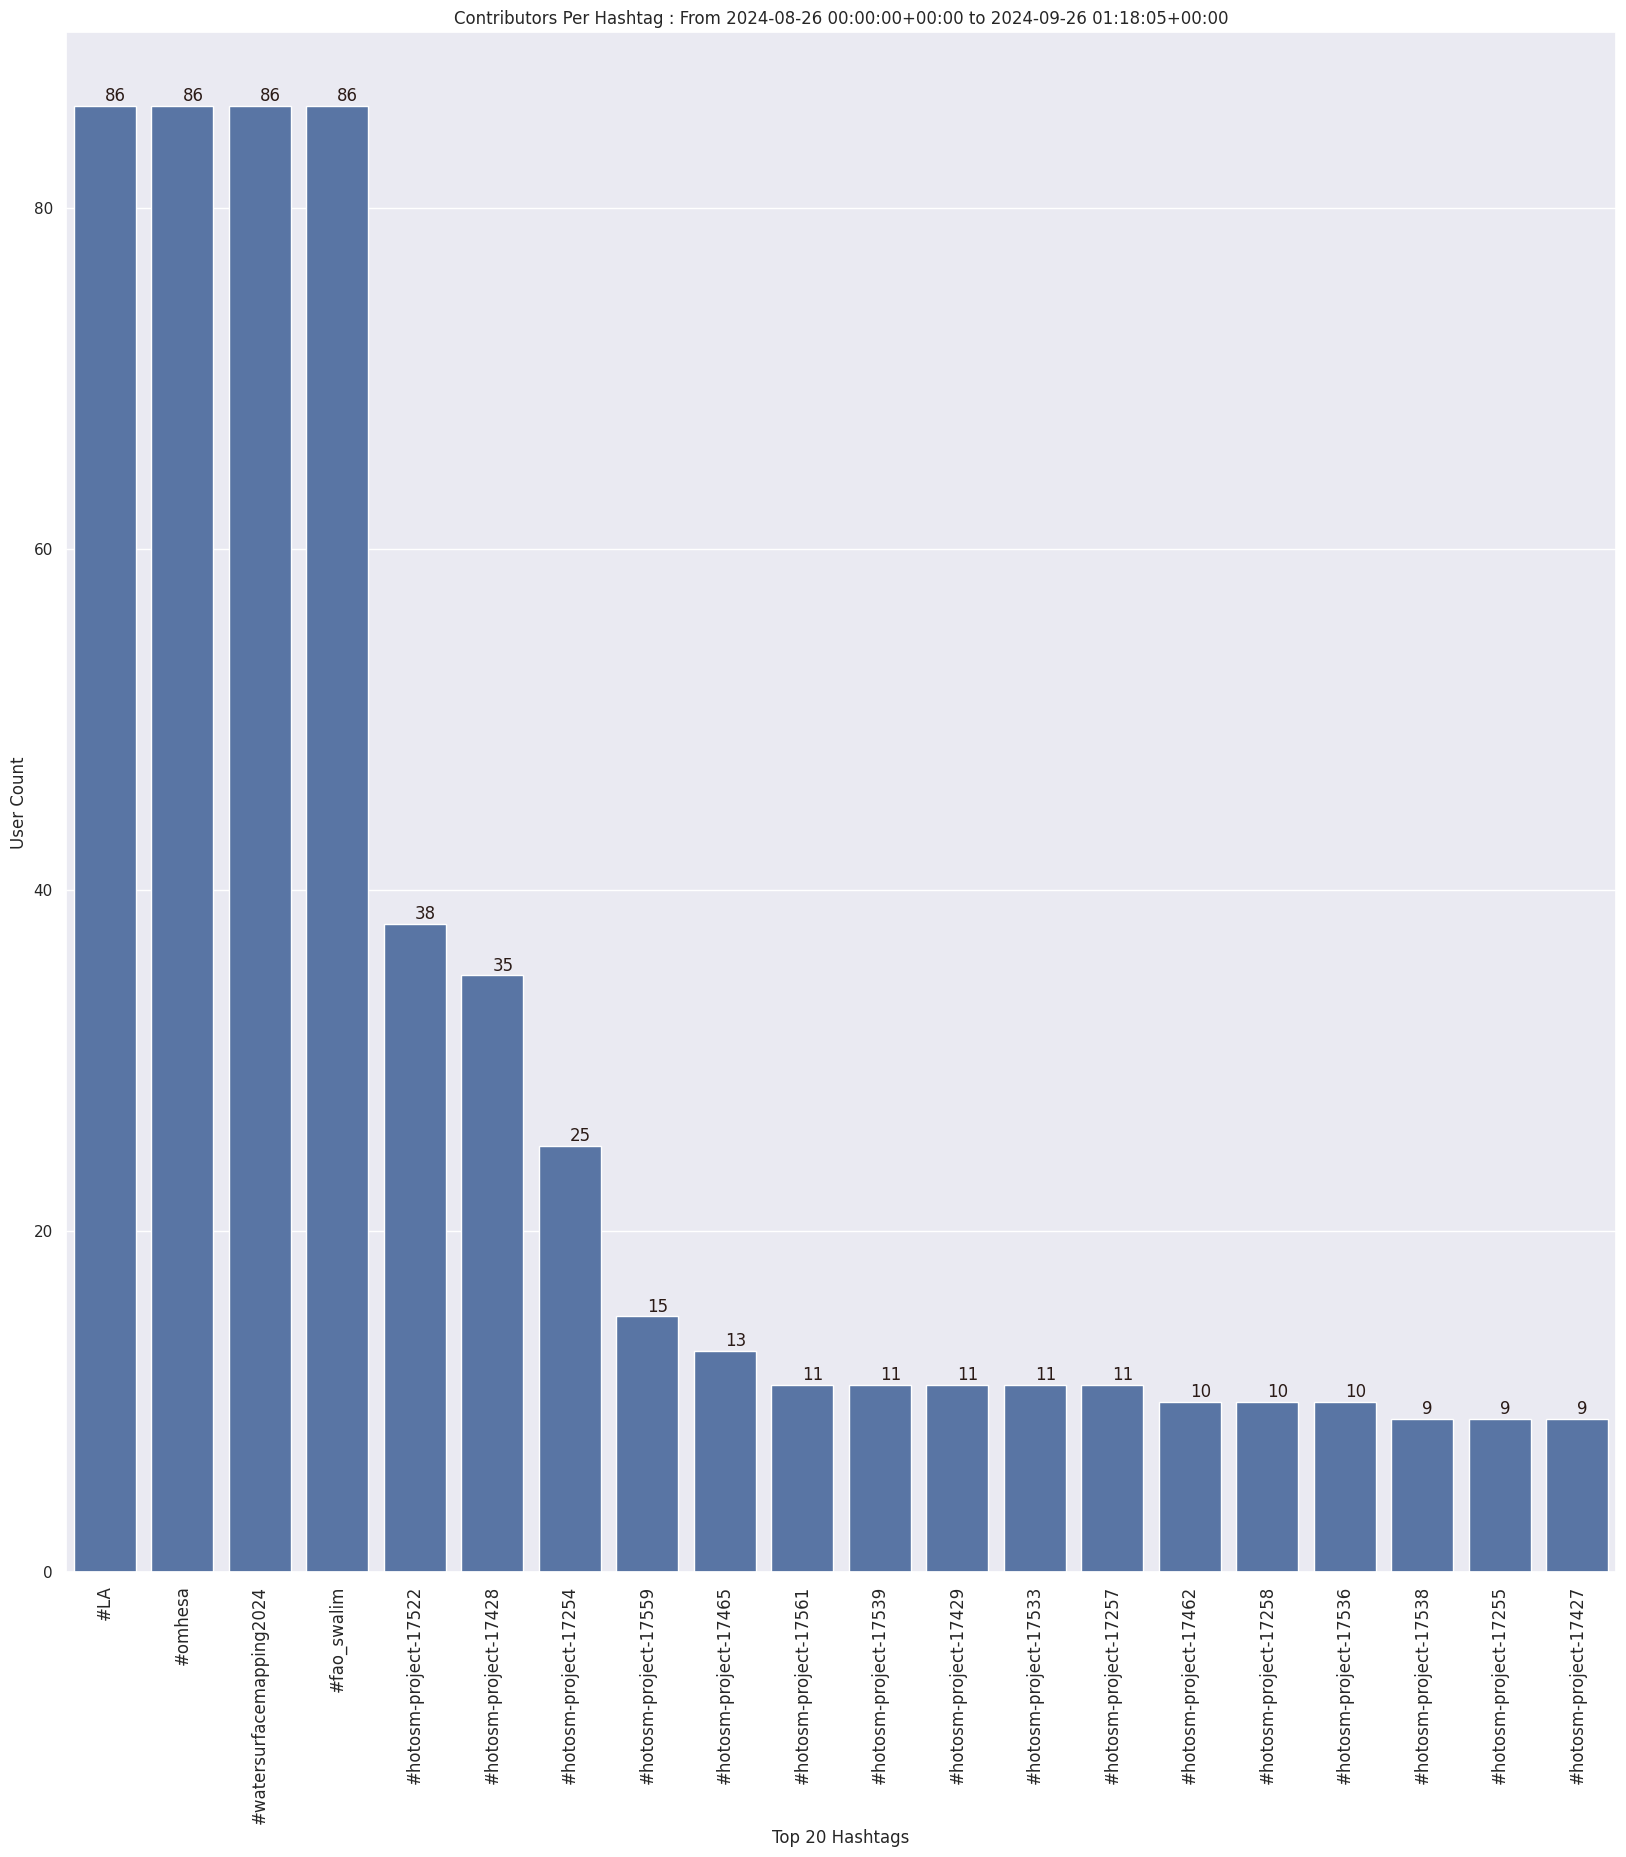 Contributors Per Hashtag : From 2024-08-26 00:00:00+00:00 to 2024-09-26 01:18:05+00:00
User Count
80
60
40
20
0
86
86
86
86
38
35
25
15
13
11
11
11
11
11
10
10
10
9
9
9
#LA
#omhesa
#watersurfacemapping2024
#fao_swalim
#hotosm-project-17522
#hotosm-project-17428
#hotosm-project-17254
#hotosm-project-17559
#hotosm-project-17465
#hotosm-project-17561
#hotosm-project-17539
#hotosm-project-17429
#hotosm-project-17533
#hotosm-project-17257
#hotosm-project-17462
#hotosm-project-17258
#hotosm-project-17536
#hotosm-project-17538
#hotosm-project-17255
#hotosm-project-17427
Top 20 Hashtags